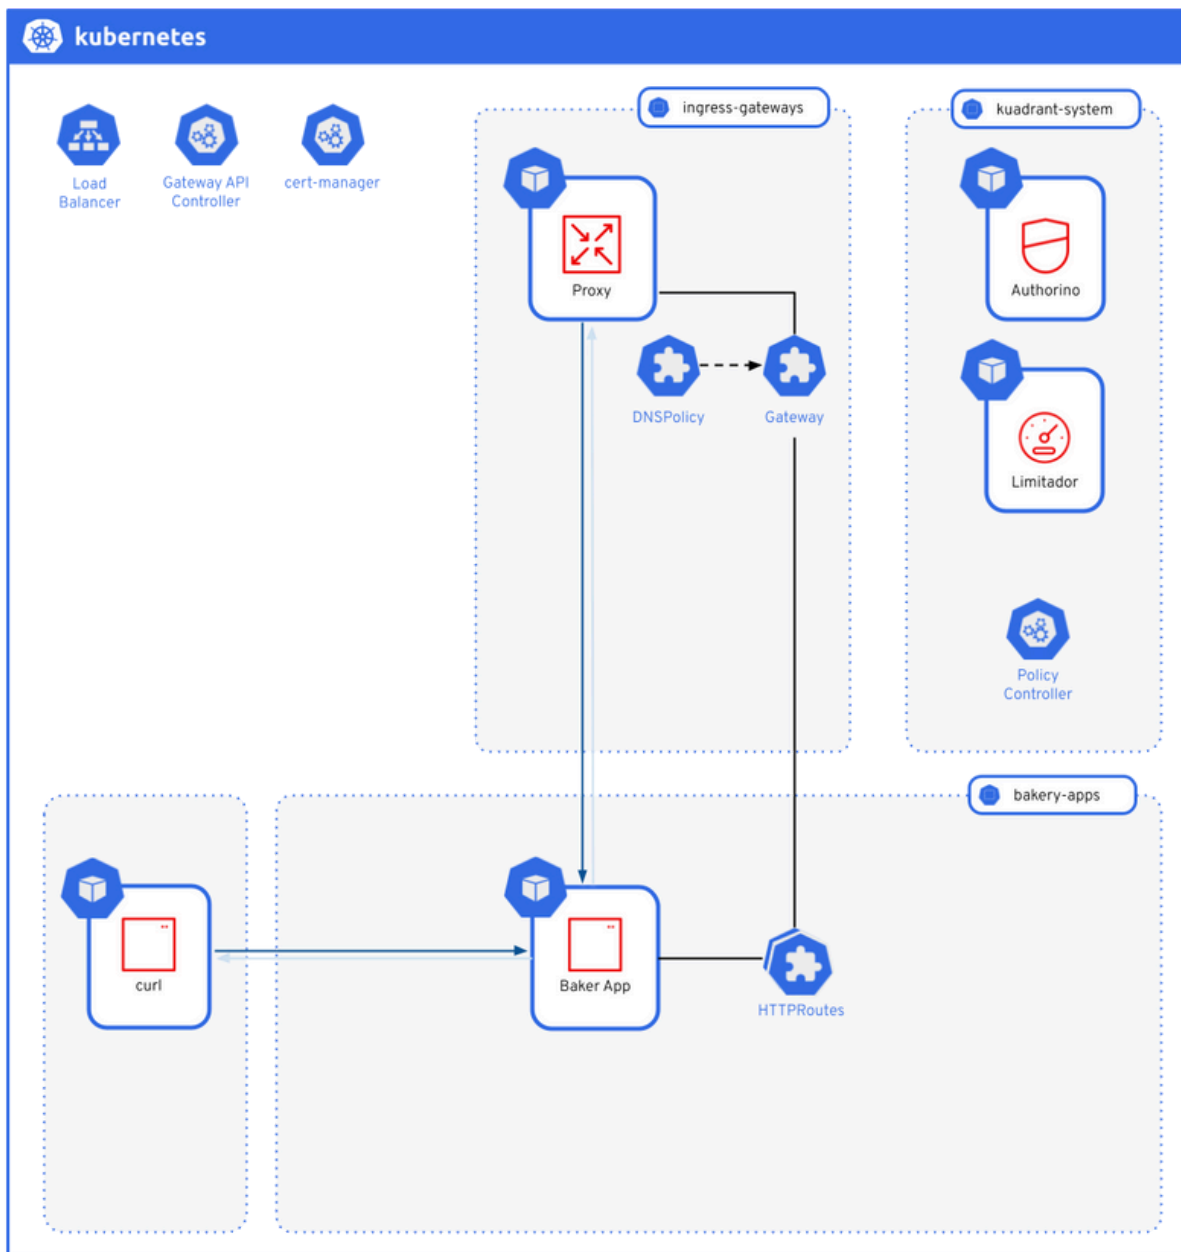 kubernetes
ingress-gateways
kuadrant-system
Load
Balancer
Gateway API
Controller
cert-manager
Proxy
Authorino
DNSPolicy
Gateway
Limitador
Policy
Controller
bakery-apps
curl
Baker App
HTTPRoutes